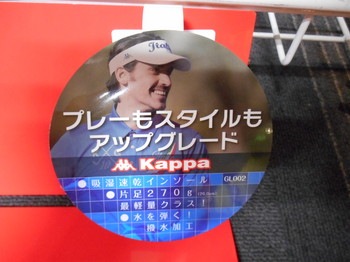 プレーもスタイルも
アップグレード
Kappa
●吸湿速乾インソール GL002
●片足270g
最軽量クラス!
●水を弾く!
撥水加工